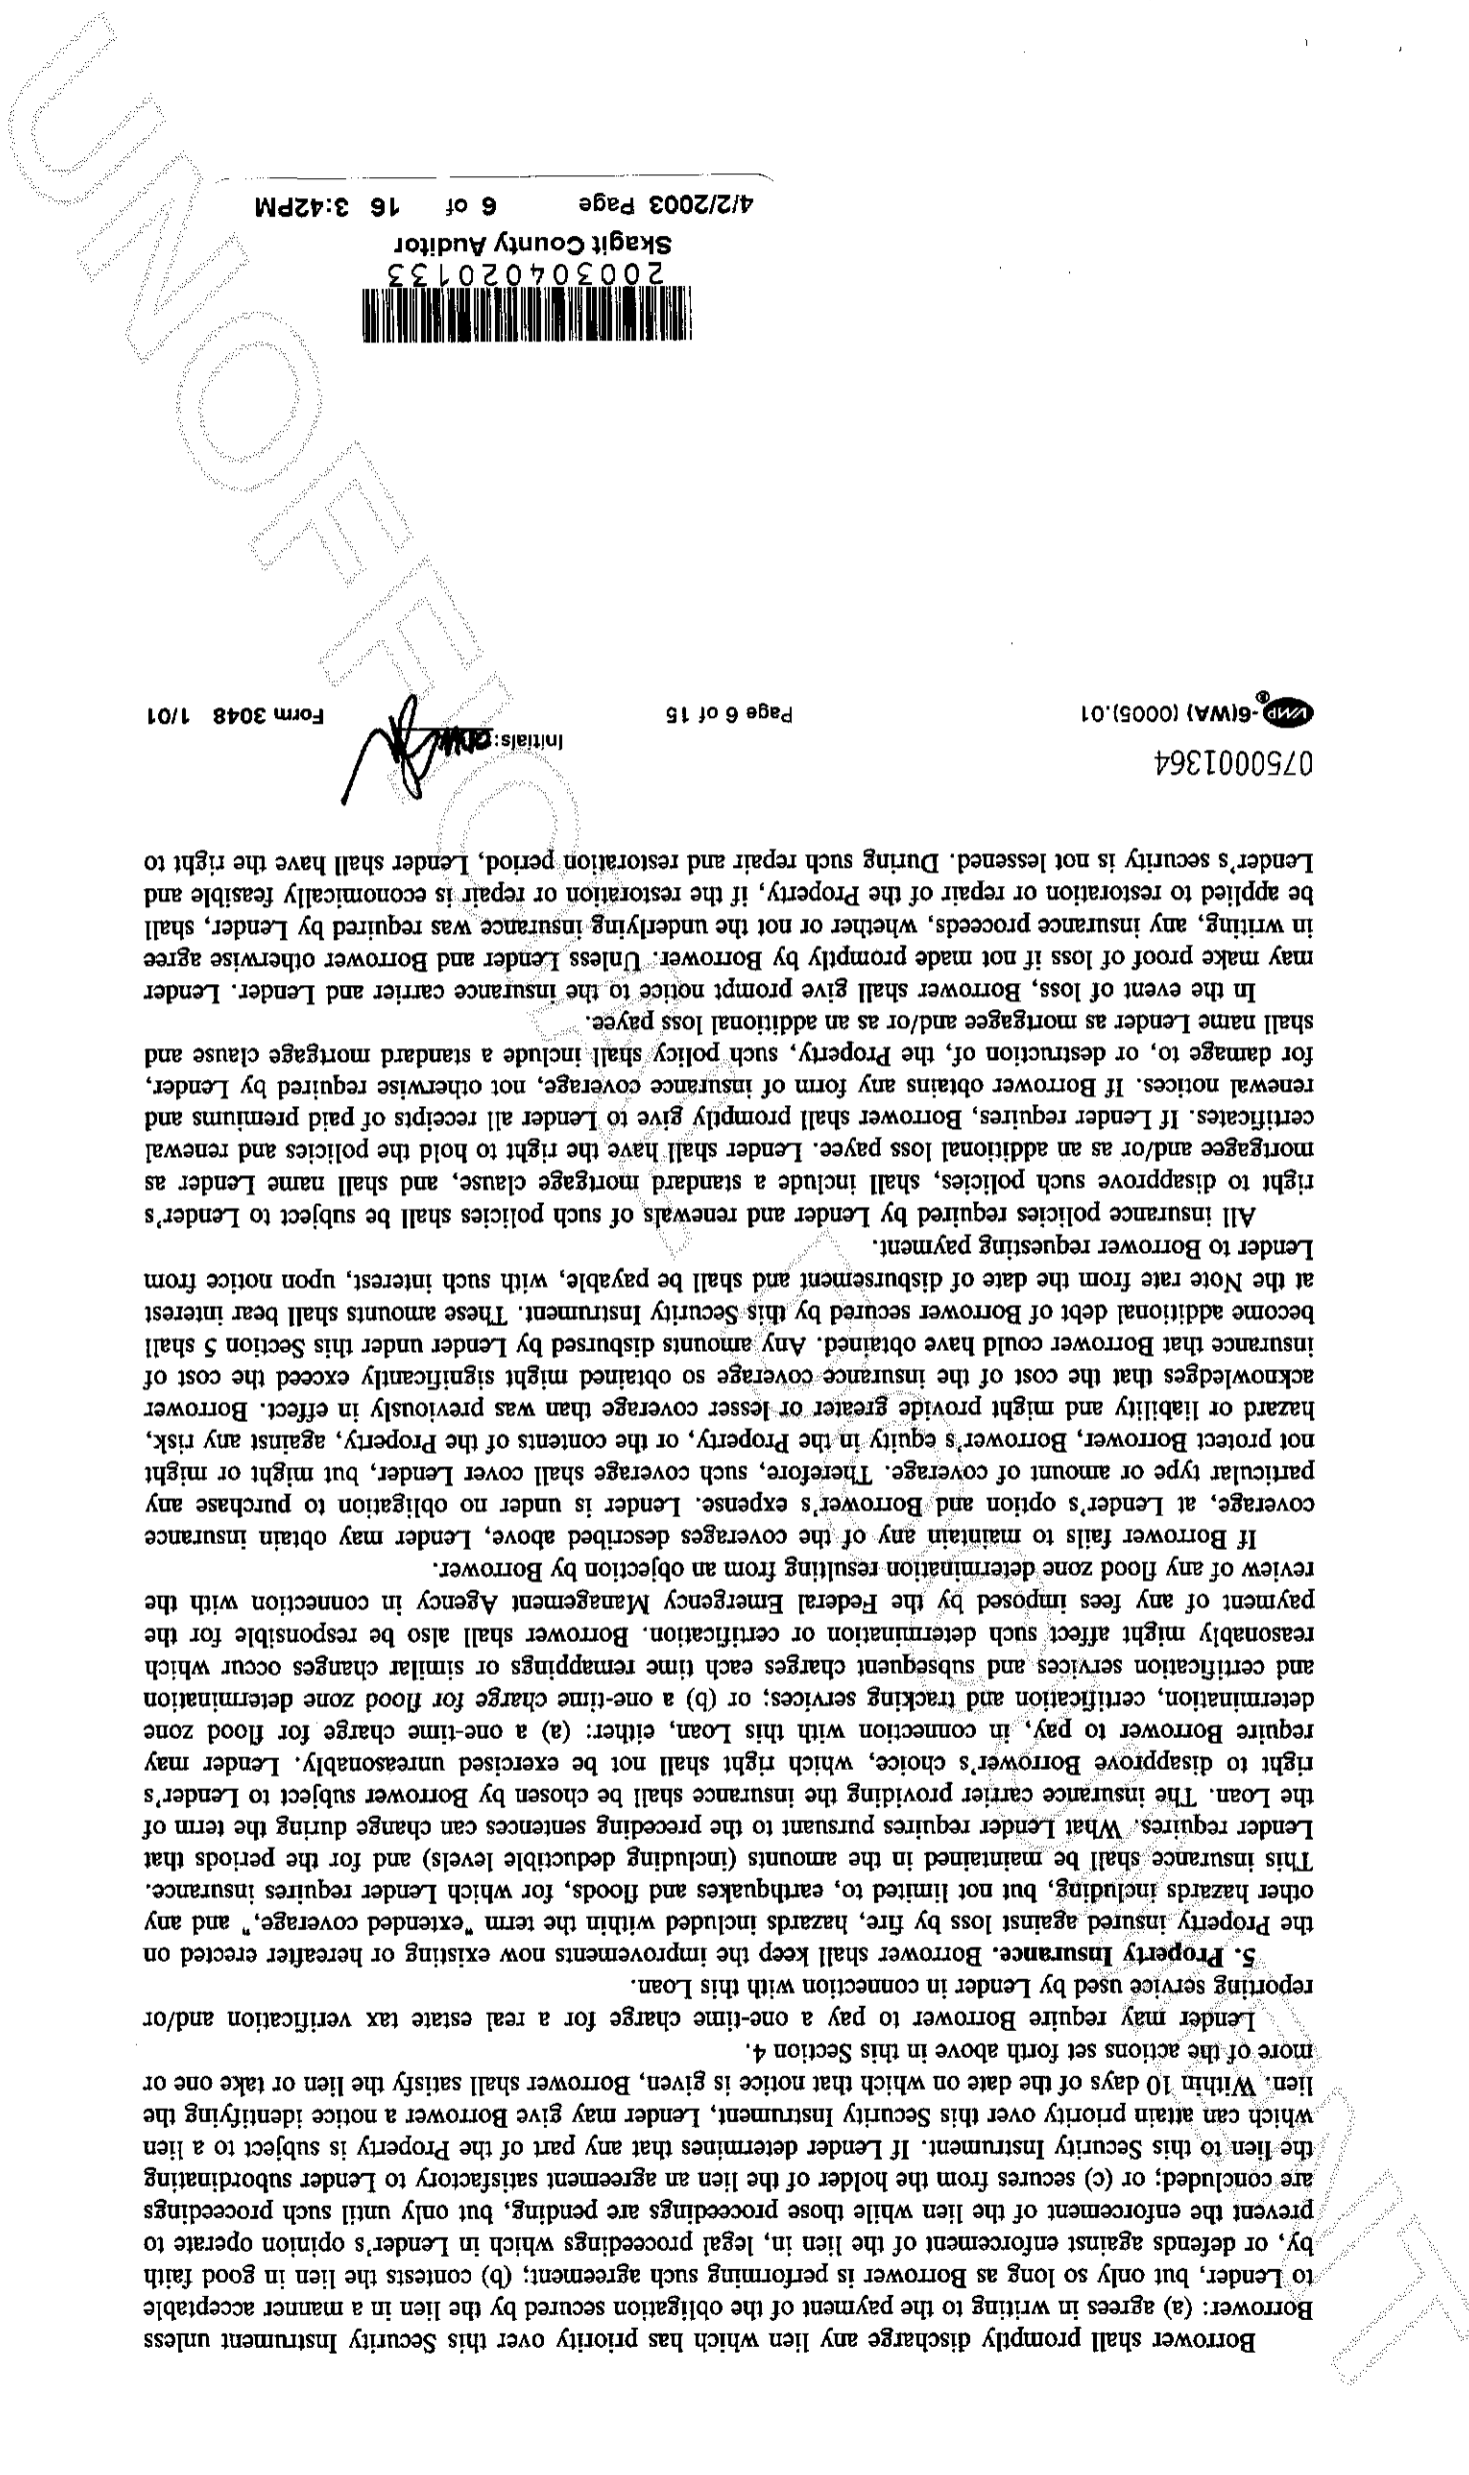 Borrower shall promptly discharge any lien which has priority over this Security Instrument unless
Borrower: (a) agrees in writing to the payment of the obligation secured by the lien in a manner acceptable
to Lender, but only so long as Borrower is performing such agreement; (b) contests the lien in good faith
by, or defends against enforcement of the lien in, legal proceedings which in Lender's opinion operate to
prevent the enforcement of the lien while those proceedings are pending, but only until such proceedings
are concluded; or (c) secures from the holder of the lien an agreement satisfactory to Lender subordinating
the lien to this Security Instrument. If Lender determines that any part of the Property is subject to a lien
which can attain priority over this Security Instrument, Lender may give Borrower a notice identifying the
lien. Within 10 days of the date on which that notice is given, Borrower shall satisfy the lien or take one or
more of the actions set forth above in this Section 4.
Lender may require Borrower to pay a one-time charge for a real estate tax verification and/or
reporting service used by Lender in connection with this Loan.
5. Property Insurance. Borrower shall keep the improvements now existing or hereafter erected on
the Property insured against loss by fire, hazards included within the term "extended coverage," and any
other hazards including, but not limited to, earthquakes and floods, for which Lender requires insurance.
This insurance shall be maintained in the amounts (including deductible levels) and for the periods that
Lender requires. What Lender requires pursuant to the preceding sentences can change during the term of
the Loan. The insurance carrier providing the insurance shall be chosen by Borrower subject to Lender's
right to disapprove Borrower's choice, which right shall not be exercised unreasonably. Lender may
require Borrower to pay, in connection with this Loan, either: (a) a one-time charge for flood zone
determination, certification and tracking services; or (b) a one-time charge for flood zone determination
and certification services and subsequent charges each time remappings or similar changes occur which
reasonably might affect such determination or certification. Borrower shall also be responsible for the
payment of any fees imposed by the Federal Emergency Management Agency in connection with the
review of any flood zone determination resulting from an objection by Borrower.
If Borrower fails to maintain any of the coverages described above, Lender may obtain insurance
coverage, at Lender's option and Borrower's expense. Lender is under no obligation to purchase any
particular type or amount of coverage. Therefore, such coverage shall cover Lender, but might or might
not protect Borrower, Borrower's equity in the Property, or the contents of the Property, against any risk,
hazard or liability and might provide greater or lesser coverage than was previously in effect. Borrower
acknowledges that the cost of the insurance coverage so obtained might significantly exceed the cost of
insurance that Borrower could have obtained. Any amounts disbursed by Lender under this Section 5 shall
become additional debt of Borrower secured by this Security Instrument. These amounts shall bear interest
at the Note rate from the date of disbursement and shall be payable, with such interest, upon notice from
Lender to Borrower requesting payment.
All insurance policies required by Lender and renewals of such policies shall be subject to Lender's
right to disapprove such policies, shall include a standard mortgage clause, and shall name Lender as
mortgagee and/or as an additional loss payee. Lender shall have the right to hold the policies and renewal
certificates. If Lender requires, Borrower shall promptly give to Lender all receipts of paid premiums and
renewal notices. If Borrower obtains any form of insurance coverage, not otherwise required by Lender,
for damage to, or destruction of, the Property, such policy shall include a standard mortgage clause and
shall name Lender as mortgagee and/or as an additional loss payee.
In the event of loss, Borrower shall give prompt notice to the insurance carrier and Lender. Lender
may make proof of loss if not made promptly by Borrower. Unless Lender and Borrower otherwise agree
in writing, any insurance proceeds, whether or not the underlying insurance was required by Lender, shall
be applied to restoration or repair of the Property, if the restoration or repair is economically feasible and
Lender's security is not lessened. During such repair and restoration period, Lender shall have the right to
0750001364
Initials:
VMP®-6(WA) (0005).01 Page 6 of 15 Form 3048 1/01
200304020133
Skagit County Auditor
4/2/2003 Page 6 of 16 3:42PM
UNOFFICIAL DOCUMENT